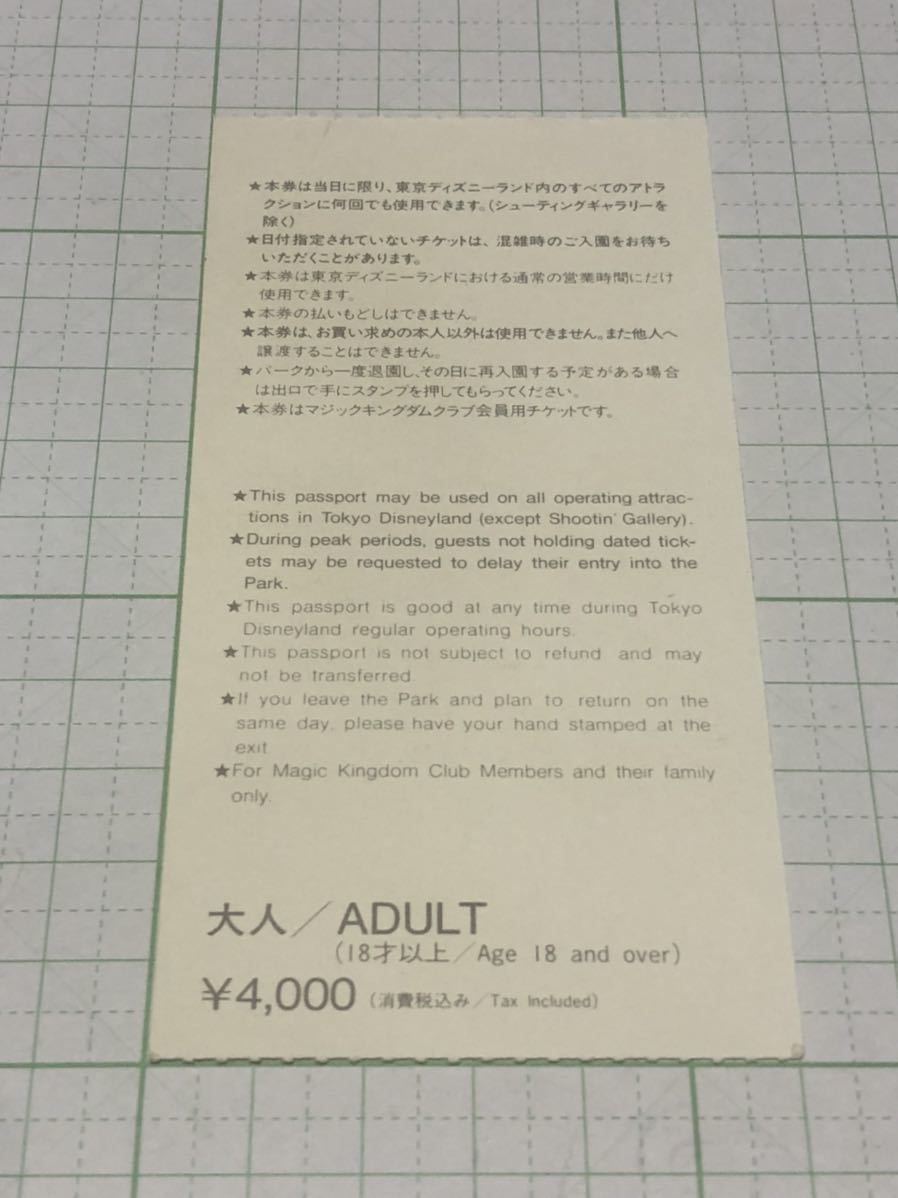 ★本券は当日に限り、東京ディズニーランド内のすべてのアトラ
クションに何回でも使用できます。(シューティングギャラリーを
除く)
★日付指定されていないチケットは、混雑時のご入園をお待ち
いただくことがあります。
★本券は東京ディズニーランドにおける通常の営業時間にだけ
使用できます。
★本券の払いもどしはできません。
★本券は、お買い求めの本人以外は使用できません。また他人へ
譲渡することはできません。
★パークから一度退園し、その日に再入園する予定がある場合
は出口で手にスタンプを押してもらってください。
★本券はマジックキングダムクラブ会員用チケットです。
★This passport may be used on all operating attrac-
tions in Tokyo Disneyland (except Shootin' Gallery).
★During peak periods, guests not holding dated tick-
ets may be requested to delay their entry into the
Park.
★This passport is good at any time during Tokyo
Disneyland regular operating hours.
★This passport is not subject to refund and may
not be transferred.
★If you leave the Park and plan to return on the
same day, please have your hand stamped at the
exit.
★For Magic Kingdom Club Members and their family
only.
大人/ADULT
(18才以上/Age 18 and over)
¥4,000(消費税込み/Tax Included)